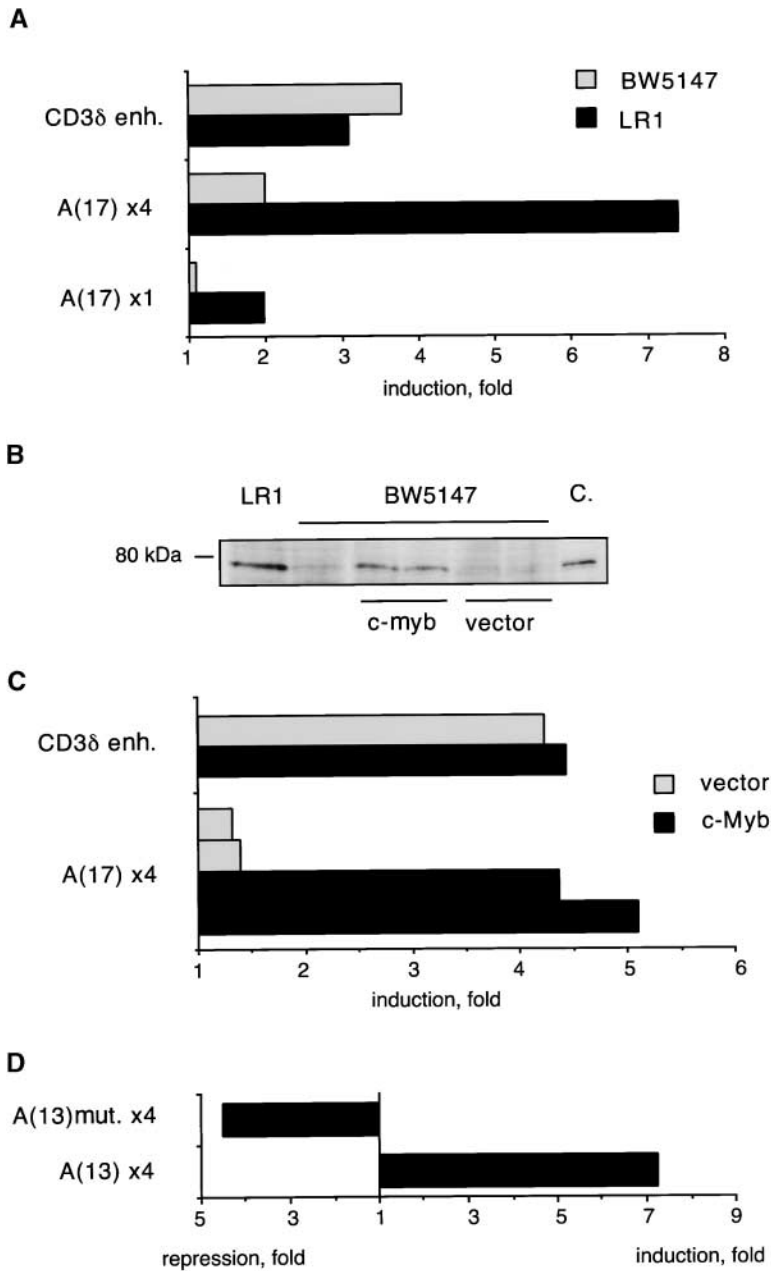 A
BW5147
LR1
CD3δ enh.
A(17) x4
A(17) x1
1 2 3 4 5 6 7 8
induction, fold
B
LR1 BW5147 C.
80 kDa
c-myb vector
C
CD3δ enh.
vector
c-Myb
A(17) x4
1 2 3 4 5 6
induction, fold
D
A(13)mut. x4
A(13) x4
5 3 1 3 5 7 9
repression, fold induction, fold